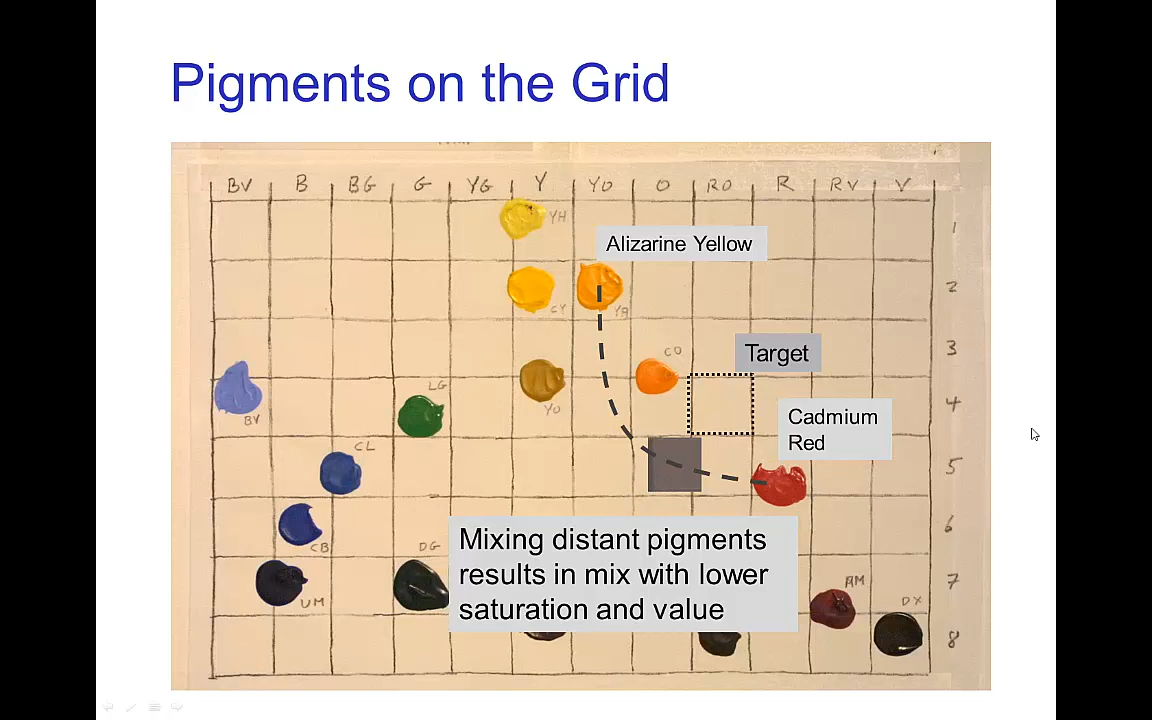 Pigments on the Grid
BV B BG G YG Y YO O RO R RV V
YH
1
Alizarine Yellow
2
CY
YA
CO
3
Target
LG
YO
4
BV
Cadmium
Red
CL
5
Mixing distant pigments
results in mix with lower
saturation and value
6
CB
DG
7
AM
UM
DX
8